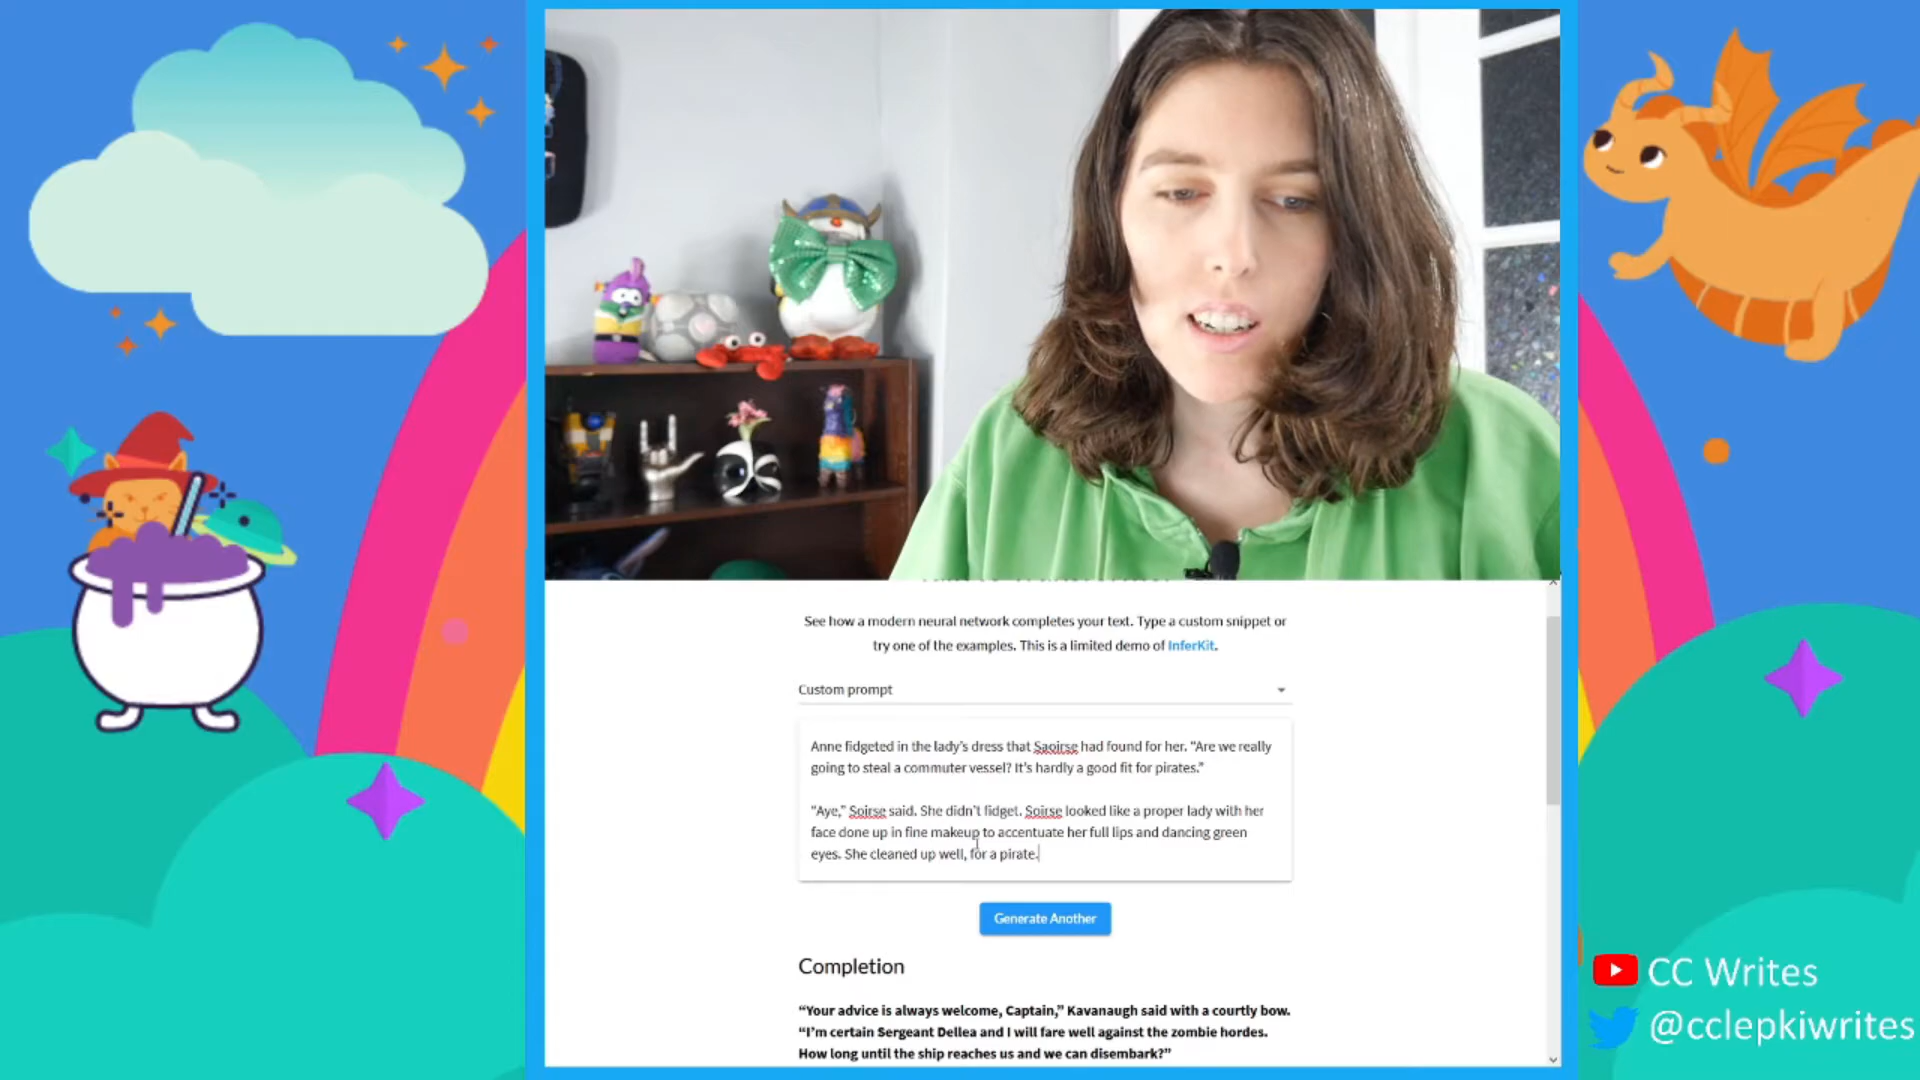 See how a modern neural network completes your text. Type a custom snippet or
try one of the examples. This is a limited demo of InferKit.
Custom prompt
Anne fidgeted in the lady's dress that Saoirse had found for her. "Are we really
going to steal a commuter vessel? It's hardly a good fit for pirates."
"Aye," Soirse said. She didn't fidget. Soirse looked like a proper lady with her
face done up in fine makeup to accentuate her full lips and dancing green
eyes. She cleaned up well, for a pirate.
Generate Another
Completion
"Your advice is always welcome, Captain," Kavanaugh said with a courtly bow.
"I'm certain Sergeant Dellea and I will fare well against the zombie hordes.
How long until the ship reaches us and we can disembark?"
CC Writes
@cclepkiwrites